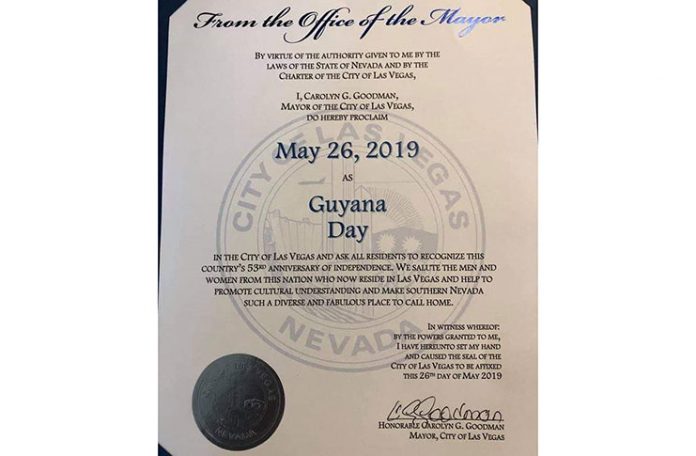 From the Office of the Mayor
By virtue of the authority given to me by the
laws of the State of Nevada and by the
Charter of the City of Las Vegas,
I, Carolyn G. Goodman,
Mayor of the City of Las Vegas,
do hereby proclaim
May 26, 2019
as
Guyana
Day
in the City of Las Vegas and ask all residents to recognize this
country's 53rd anniversary of independence. We salute the men and
women from this nation who now reside in Las Vegas and help to
promote cultural understanding and make southern Nevada
such a diverse and fabulous place to call home.
CITY OF LAS VEGAS
NEVADA
In witness whereof:
by the powers granted to me,
I have hereunto set my hand
and caused the seal of the
City of Las Vegas to be affixed
this 26th day of May 2019
Honorable Carolyn G. Goodman
Mayor, City of Las Vegas
NEVADA